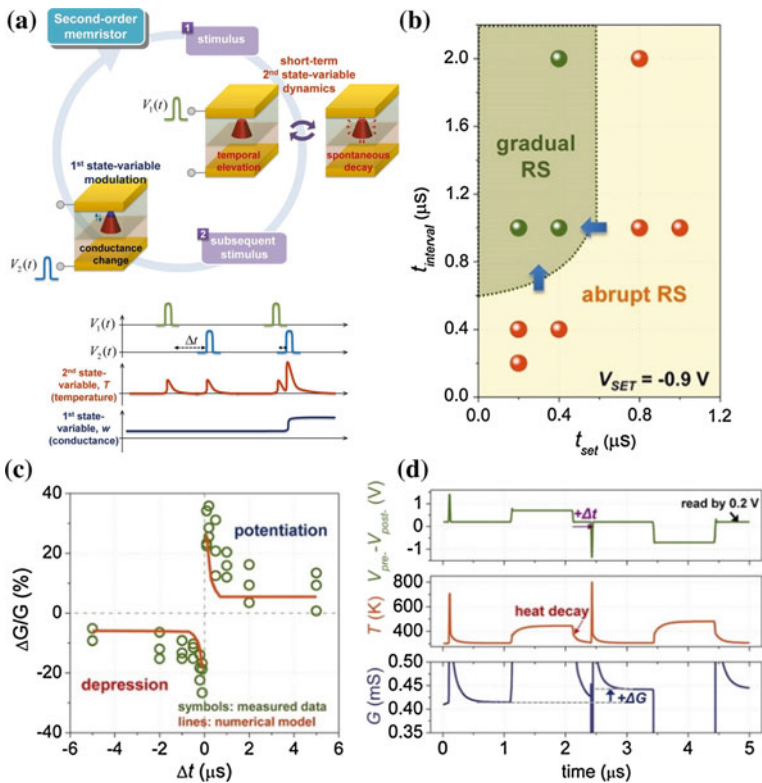 (a)
Second-order
memristor
1 stimulus
short-term
2nd state-variable
dynamics
V1(t)
temporal
elevation
spontaneous
decay
1st state-variable
modulation
conductance
change
V2(t)
2 subsequent
stimulus
V1(t)
V2(t)
Δt
2nd state-
variable, T
(temperature)
1st state-
variable, w
(conductance)
(b)
2.0
1.6
1.2
0.8
0.4
0.0
tinterval (μS)
gradual
RS
abrupt RS
VSET = -0.9 V
0.0 0.4 0.8 1.2
tset (μS)
(c)
40
20
0
-20
-40
ΔG/G (%)
potentiation
depression
symbols: measured data
lines: numerical model
-6 -4 -2 0 2 4 6
Δt (μs)
(d)
Vpre--Vpost- (V)
1
0
-1
+Δt
read by 0.2 V
T (K)
800
600
400
heat decay
G (mS)
0.50
0.45
0.40
0.35
+ΔG
0 1 2 3 4 5
time (μs)